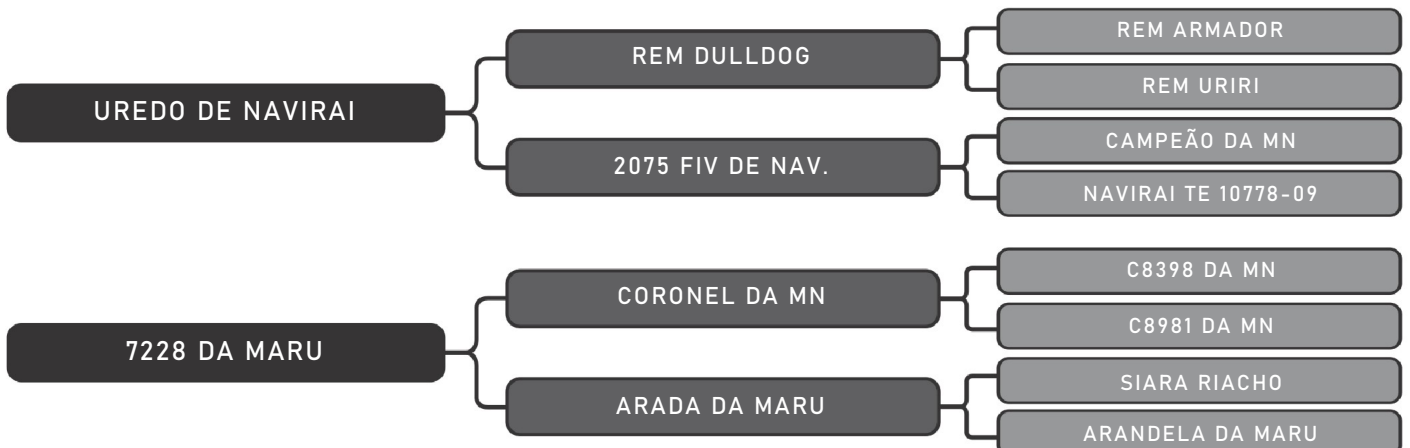 UREDO DE NAVIRAI
REM DULLDOG
2075 FIV DE NAV.
REM ARMADOR
REM URIRI
CAMPEÃO DA MN
NAVIRAI TE 10778-09
7228 DA MARU
CORONEL DA MN
ARADA DA MARU
C8398 DA MN
C8981 DA MN
SIARA RIACHO
ARANDELA DA MARU